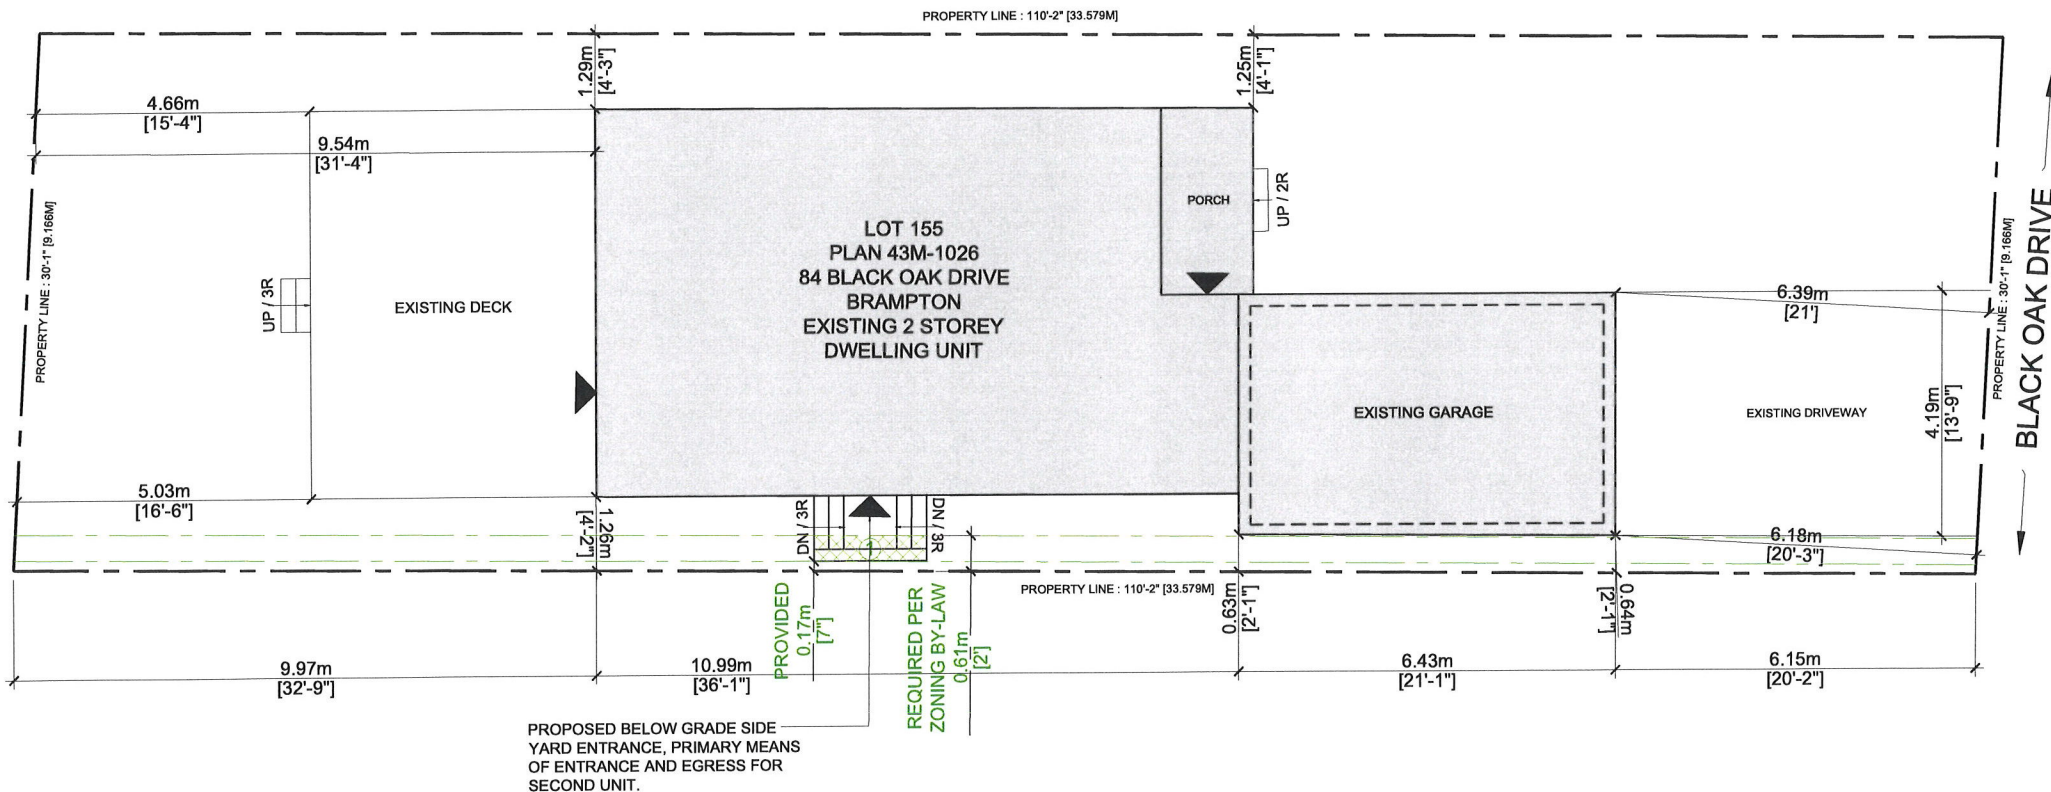 PROPERTY LINE : 110'-2" [33.579M]
1.29m
[4'-3"]
1.25m
[4'-1"]
4.66m
[15'-4"]
9.54m
[31'-4"]
PROPERTY LINE : 30'-1" [9.166M]
UP / 3R
EXISTING DECK
LOT 155
PLAN 43M-1026
84 BLACK OAK DRIVE
BRAMPTON
EXISTING 2 STOREY
DWELLING UNIT
PORCH
UP / 2R
6.39m
[21']
PROPERTY LINE : 30'-1" [9.166M]
BLACK OAK DRIVE
EXISTING GARAGE
EXISTING DRIVEWAY
4.19m
[13'-9"]
5.03m
[16'-6"]
1.26m
[4'-2"]
DN / 3R
1
DN / 3R
6.18m
[20'-3"]
PROVIDED
0.17m
[7"]
REQUIRED PER
ZONING BY-LAW
0.61m
[2']
PROPERTY LINE : 110'-2" [33.579M]
0.63m
[2'-1"]
0.64m
[2'-1"]
9.97m
[32'-9"]
10.99m
[36'-1"]
6.43m
[21'-1"]
6.15m
[20'-2"]
PROPOSED BELOW GRADE SIDE
YARD ENTRANCE, PRIMARY MEANS
OF ENTRANCE AND EGRESS FOR
SECOND UNIT.